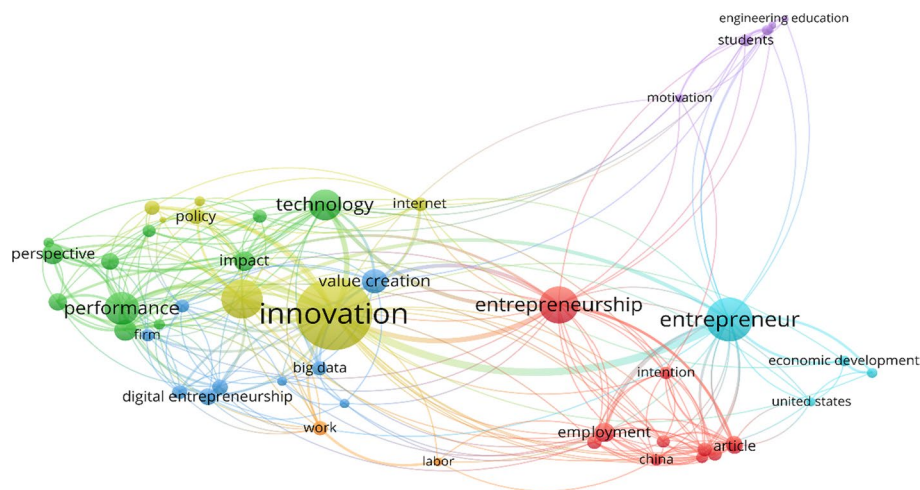 engineering education
students
motivation
technology
internet
policy
perspective
impact
value creation
performance
innovation
entrepreneurship
entrepreneur
firm
big data
economic development
intention
digital entrepreneurship
united states
work
employment
article
labor
china